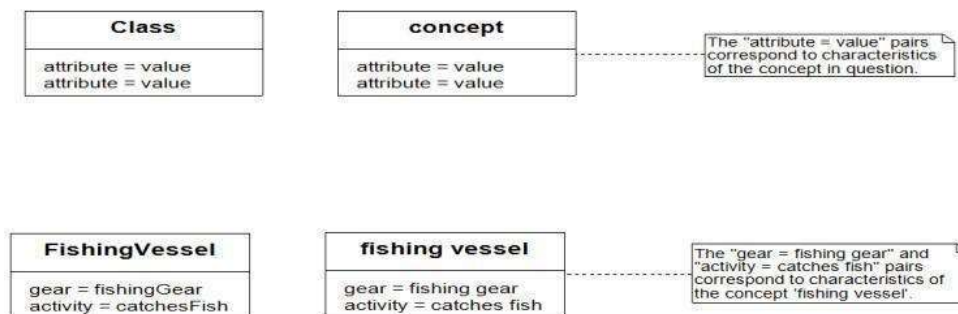 Class
attribute = value
attribute = value
concept
attribute = value
attribute = value
The "attribute = value" pairs
correspond to characteristics
of the concept in question.
FishingVessel
gear = fishingGear
activity = catchesFish
fishing vessel
gear = fishing gear
activity = catches fish
The "gear = fishing gear" and
"activity = catches fish" pairs
correspond to characteristics of
the concept 'fishing vessel'.